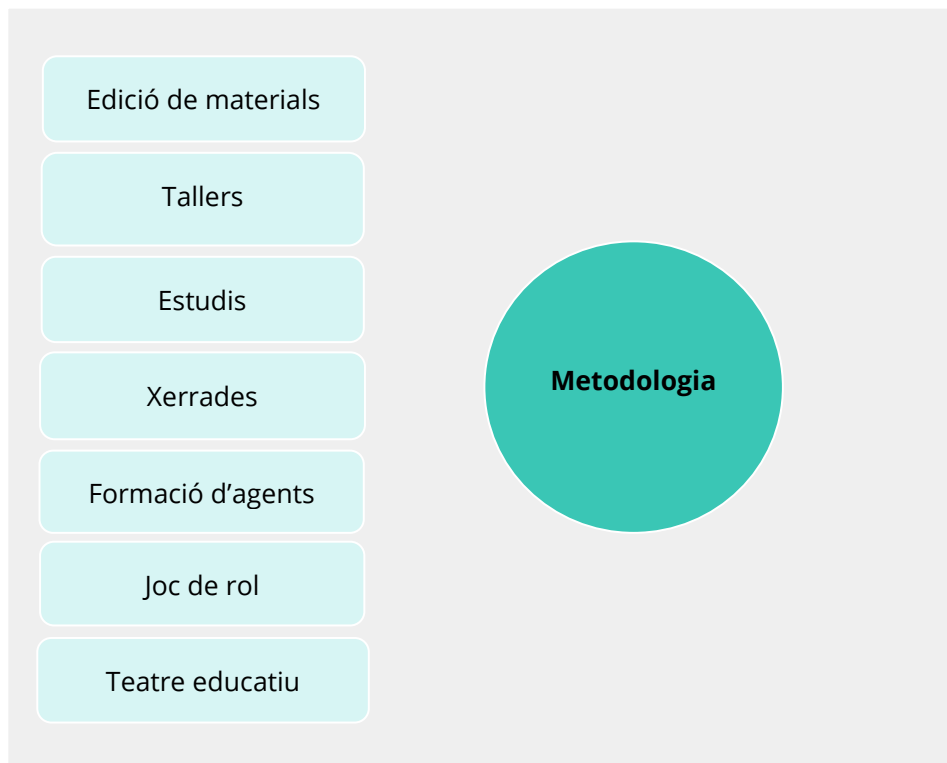 Edició de materials
Tallers
Estudis
Xerrades
Formació d’agents
Joc de rol
Teatre educatiu
Metodologia